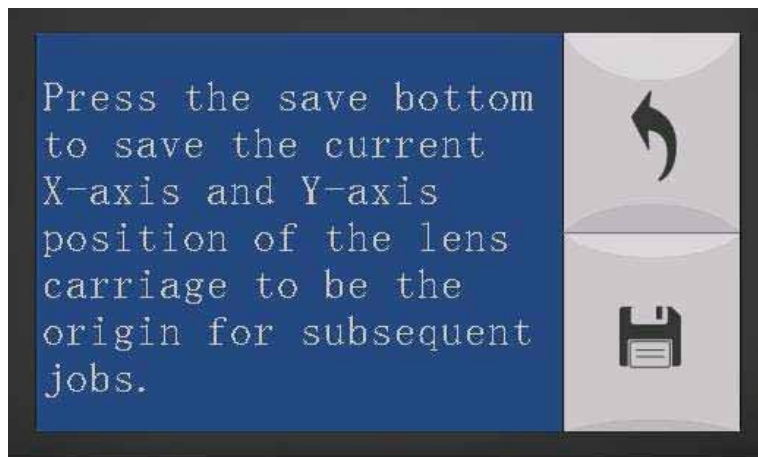 Press the save bottom
to save the current
X-axis and Y-axis
position of the lens
carriage to be the
origin for subsequent
jobs.